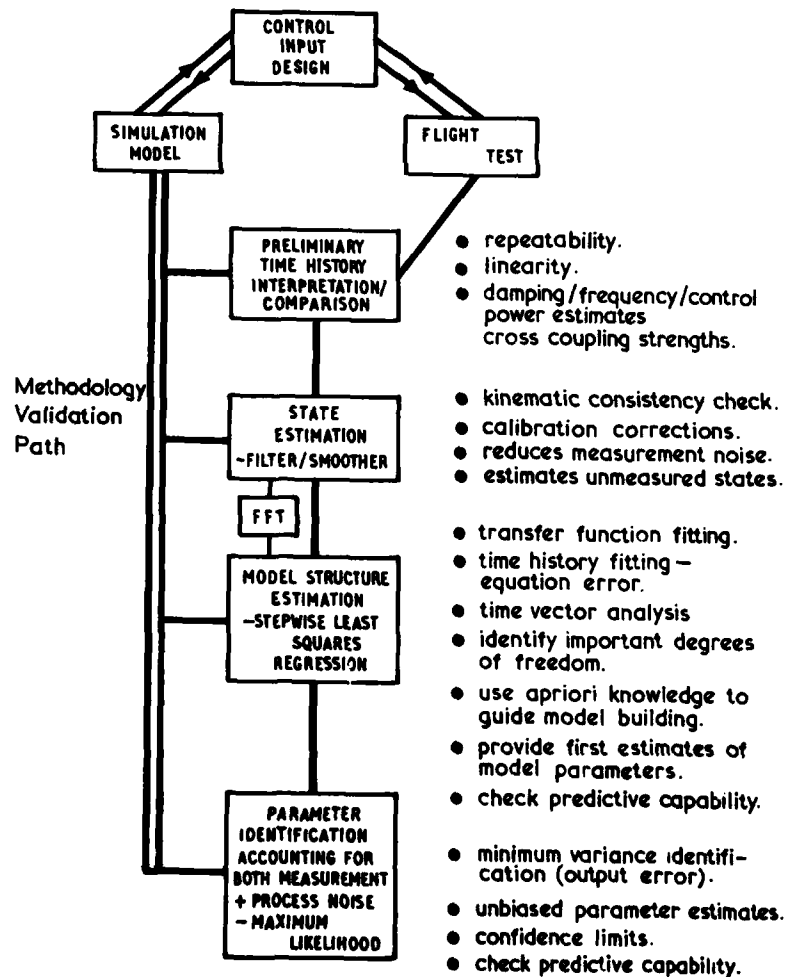 CONTROL
INPUT
DESIGN
SIMULATION
MODEL
FLIGHT
TEST
PRELIMINARY
TIME HISTORY
INTERPRETATION/
COMPARISON
• repeatability.
• linearity.
• damping/frequency/control
power estimates
cross coupling strengths.
Methodology
Validation
Path
STATE
ESTIMATION
~FILTER/SMOOTHER
• kinematic consistency check.
• calibration corrections.
• reduces measurement noise.
• estimates unmeasured states.
FFT
MODEL STRUCTURE
ESTIMATION
~STEPWISE LEAST
SQUARES
REGRESSION
• transfer function fitting.
• time history fitting –
equation error.
• time vector analysis
• identify important degrees
of freedom.
• use apriori knowledge to
guide model building.
• provide first estimates of
model parameters.
• check predictive capability.
PARAMETER
IDENTIFICATION
ACCOUNTING FOR
BOTH MEASUREMENT
+ PROCESS NOISE
~ MAXIMUM
LIKELIHOOD
• minimum variance identifi-
cation (output error).
• unbiased parameter estimates.
• confidence limits.
• check predictive capability.